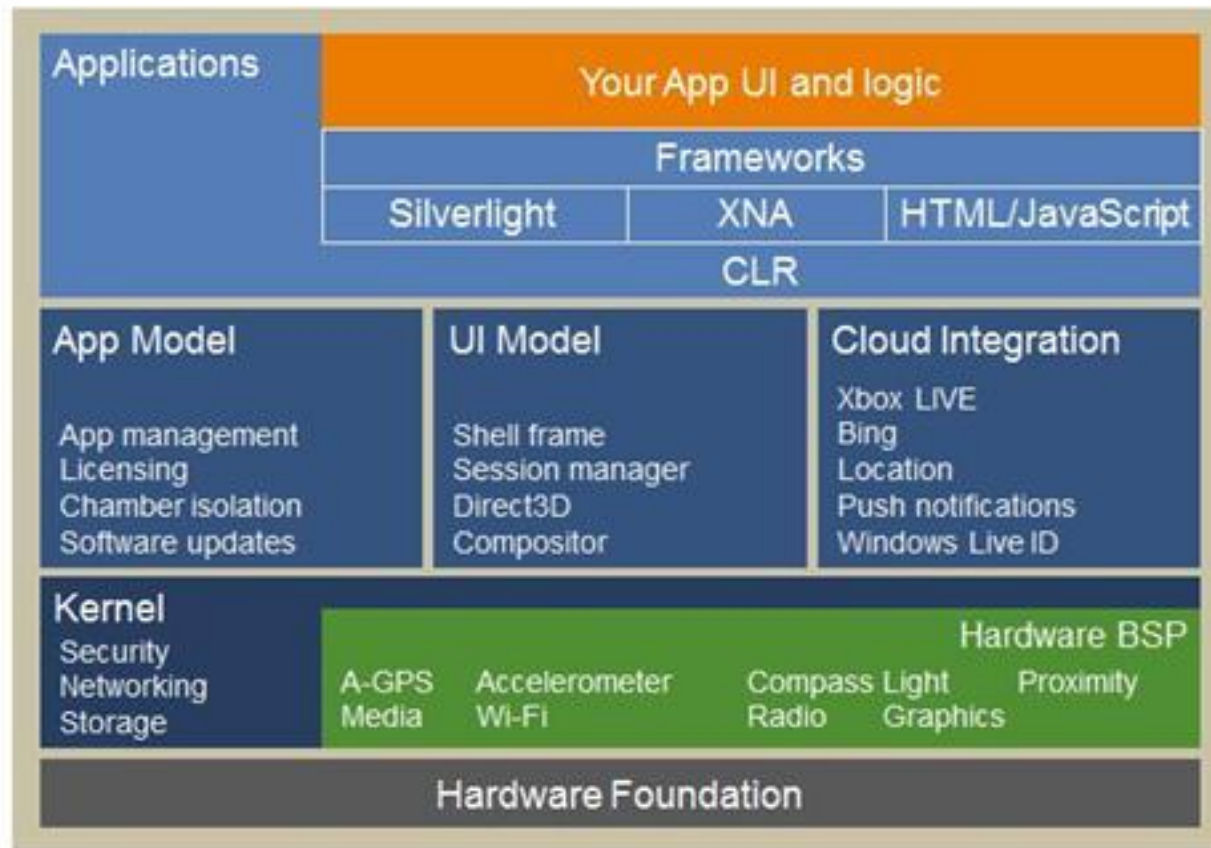 Applications
Your App UI and logic
Frameworks
Silverlight XNA HTML/JavaScript
CLR
App Model
App management
Licensing
Chamber isolation
Software updates
UI Model
Shell frame
Session manager
Direct3D
Compositor
Cloud Integration
Xbox LIVE
Bing
Location
Push notifications
Windows Live ID
Kernel
Security
Networking
Storage
Hardware BSP
A-GPS Accelerometer Compass Light Proximity
Media Wi-Fi Radio Graphics
Hardware Foundation